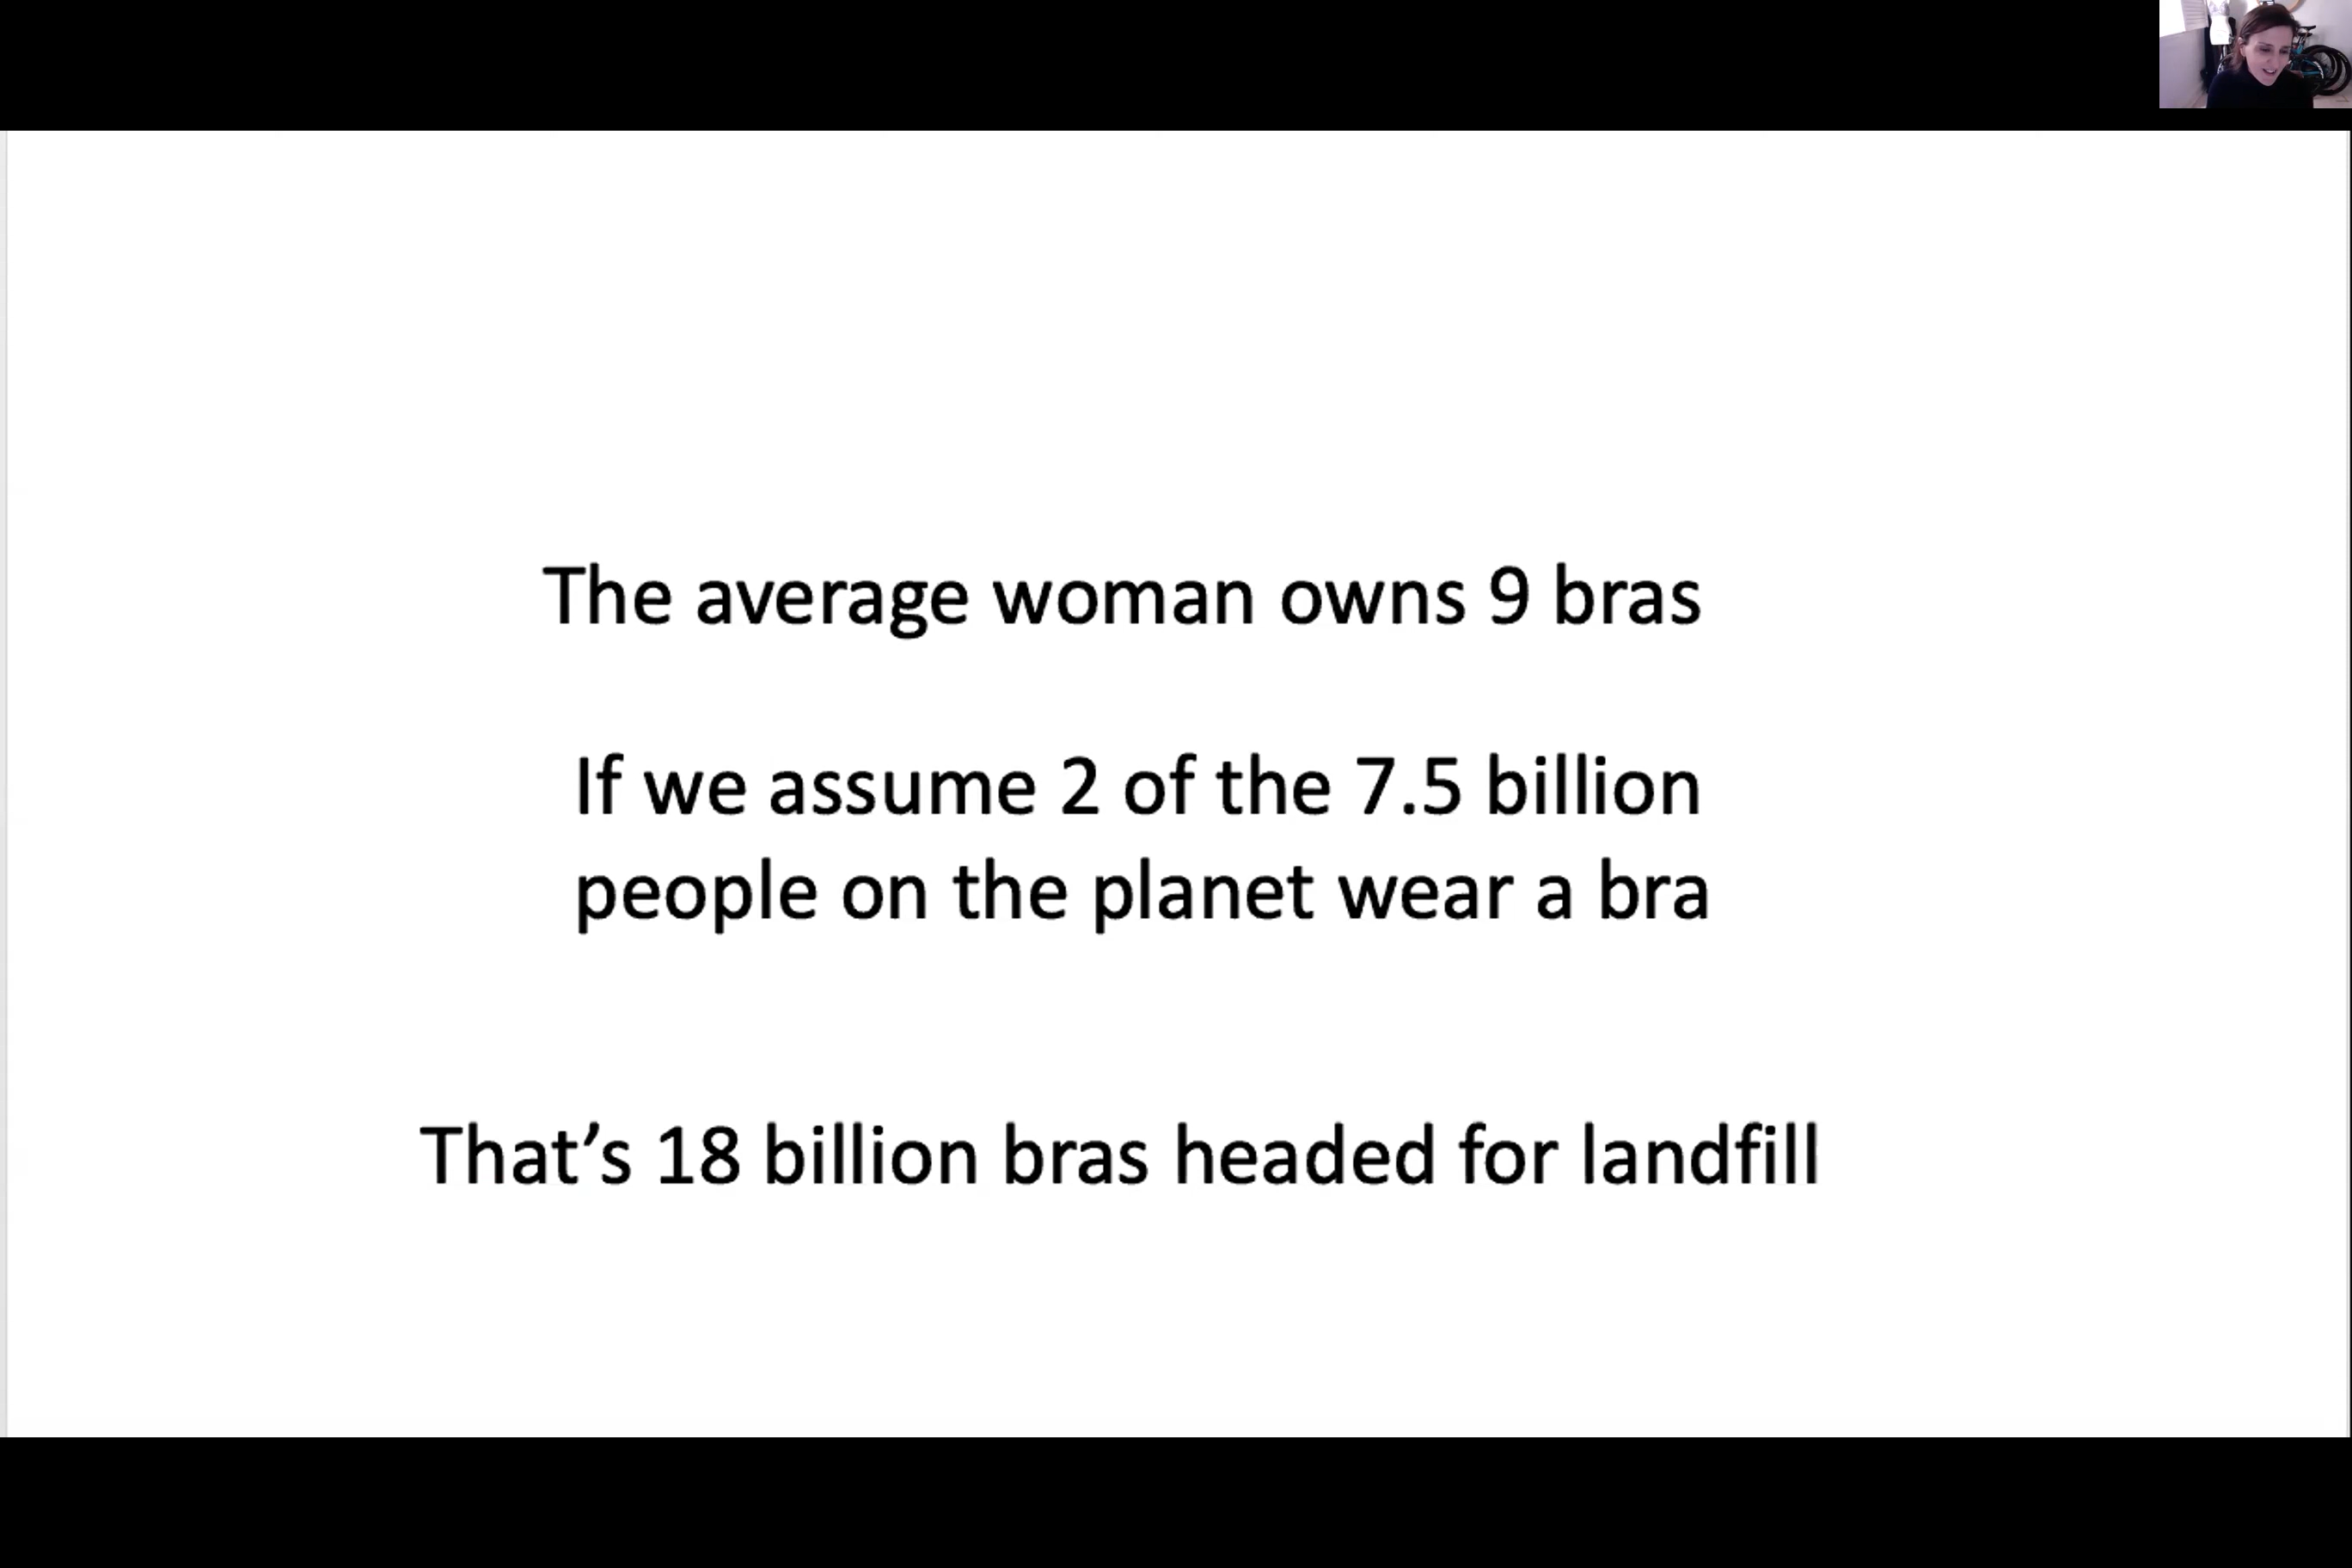 The average woman owns 9 bras
If we assume 2 of the 7.5 billion
people on the planet wear a bra
That’s 18 billion bras headed for landfill